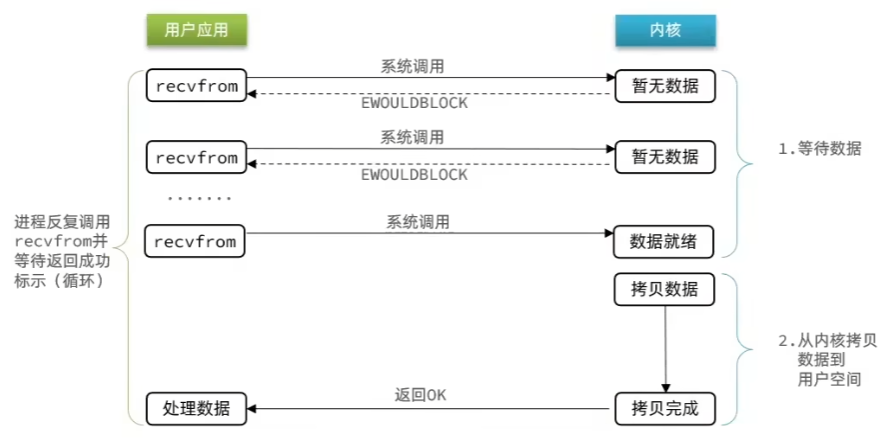 用户应用
内核
系统调用
recvfrom
暂无数据
EWOULDBLOCK
系统调用
recvfrom
暂无数据
EWOULDBLOCK
1.等待数据
.......
系统调用
recvfrom
数据就绪
进程反复调用
recvfrom并
等待返回成功
标示（循环）
拷贝数据
2.从内核拷贝
数据到
用户空间
返回OK
处理数据
拷贝完成